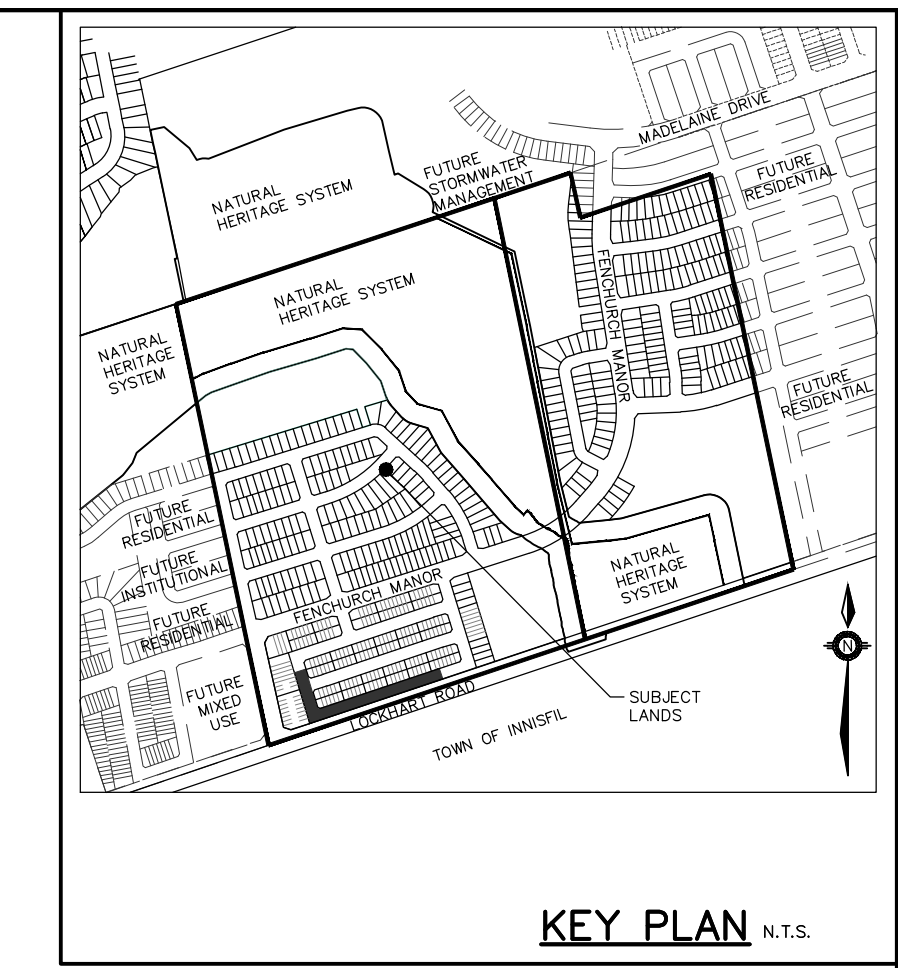 MADELAINE DRIVE
FUTURE
STORMWATER
MANAGEMENT
FUTURE
RESIDENTIAL
NATURAL
HERITAGE SYSTEM
NATURAL
HERITAGE SYSTEM
FENCHURCH MANOR
NATURAL
HERITAGE
SYSTEM
FUTURE
RESIDENTIAL
FUTURE
RESIDENTIAL
FUTURE
INSTITUTIONAL
FUTURE
RESIDENTIAL
FENCHURCH MANOR
NATURAL
HERITAGE
SYSTEM
FUTURE
MIXED
USE
LOCKHART ROAD
TOWN OF INNISFIL
SUBJECT
LANDS
N
KEY PLAN N.T.S.